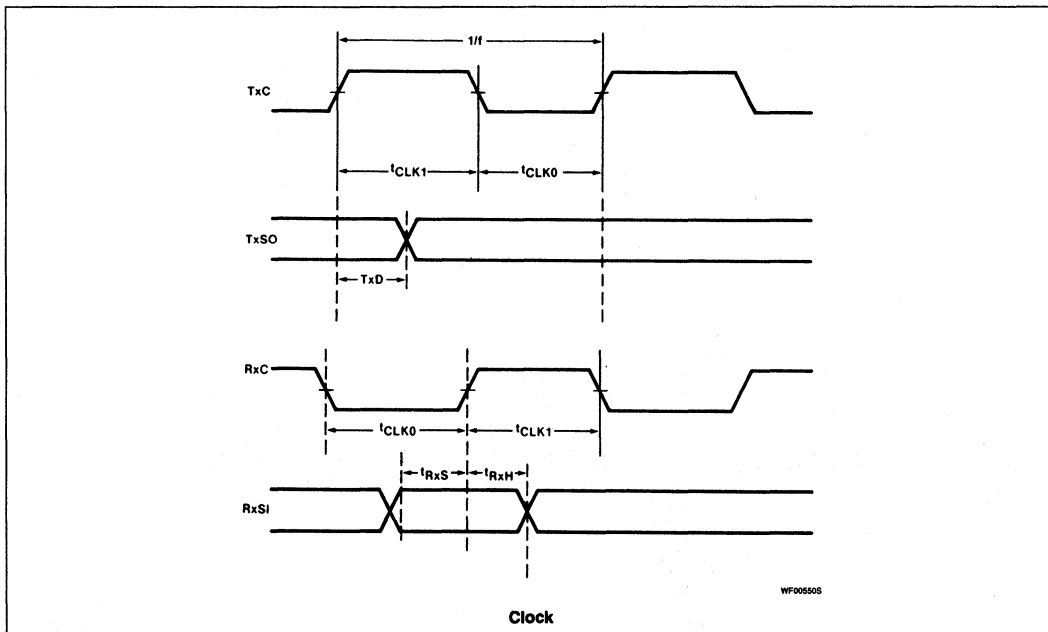 1/f
TxC
tCLK1
tCLK0
TxSO
TxD
RxC
tCLK0
tCLK1
tRxS
tRxH
RxSI
WF00550S
Clock